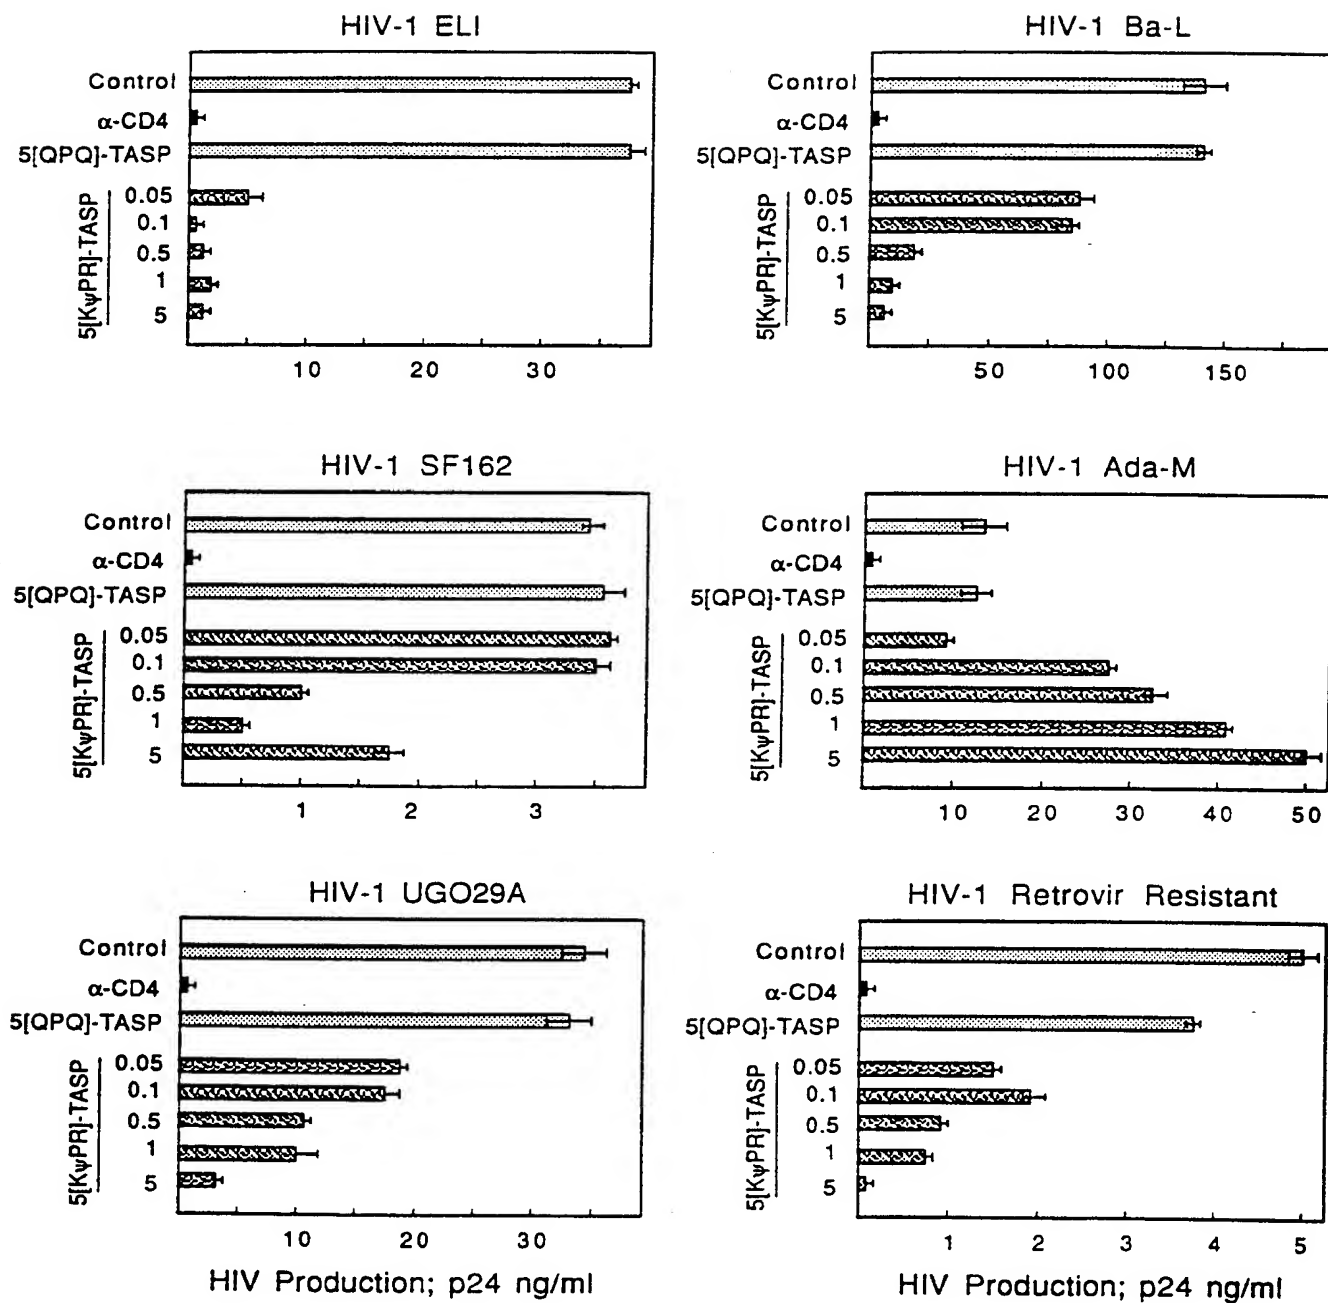 HIV-1 ELI
Control
α-CD4
5[QPQ]-TASP
5[KψPR]-TASP
0.05
0.1
0.5
1
5
10 20 30
HIV-1 Ba-L
Control
α-CD4
5[QPQ]-TASP
5[KψPR]-TASP
0.05
0.1
0.5
1
5
50 100 150
HIV-1 SF162
Control
α-CD4
5[QPQ]-TASP
5[KψPR]-TASP
0.05
0.1
0.5
1
5
1 2 3
HIV-1 Ada-M
Control
α-CD4
5[QPQ]-TASP
5[KψPR]-TASP
0.05
0.1
0.5
1
5
10 20 30 40 50
HIV-1 UGO29A
Control
α-CD4
5[QPQ]-TASP
5[KψPR]-TASP
0.05
0.1
0.5
1
5
10 20 30
HIV Production; p24 ng/ml
HIV-1 Retrovir Resistant
Control
α-CD4
5[QPQ]-TASP
5[KψPR]-TASP
0.05
0.1
0.5
1
5
1 2 3 4 5
HIV Production; p24 ng/ml